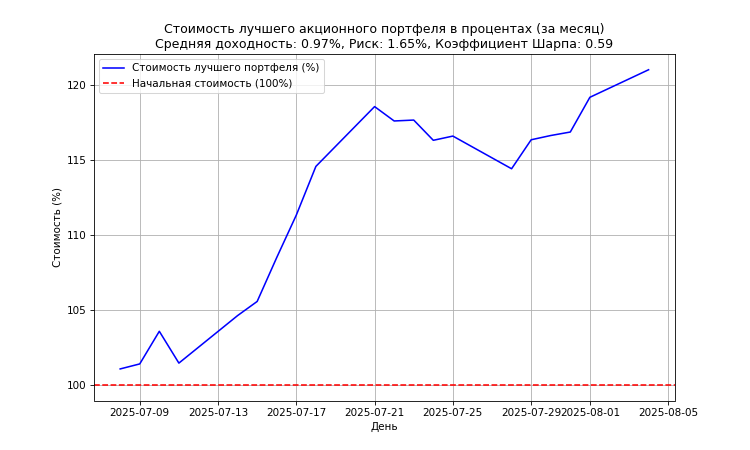 Стоимость лучшего акционного портфеля в процентах (за месяц)
Средняя доходность: 0.97%, Риск: 1.65%, Коэффициент Шарпа: 0.59
Стоимость лучшего портфеля (%)
Начальная стоимость (100%)
Стоимость (%)
120
115
110
105
100
2025-07-09 2025-07-13 2025-07-17 2025-07-21 2025-07-25 2025-07-29 2025-08-01 2025-08-05
День